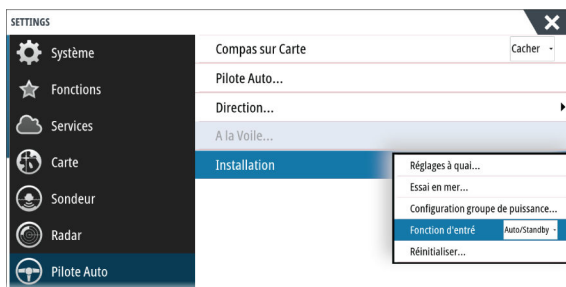 SETTINGS
Système
Fonctions
Services
Carte
Sondeur
Radar
Pilote Auto
Compas sur Carte
Cacher
Pilote Auto...
Direction...
A la Voile...
Installation
Réglages à quai...
Essai en mer...
Configuration groupe de puissance...
Fonction d'entré
Auto/Standby
Réinitialiser...